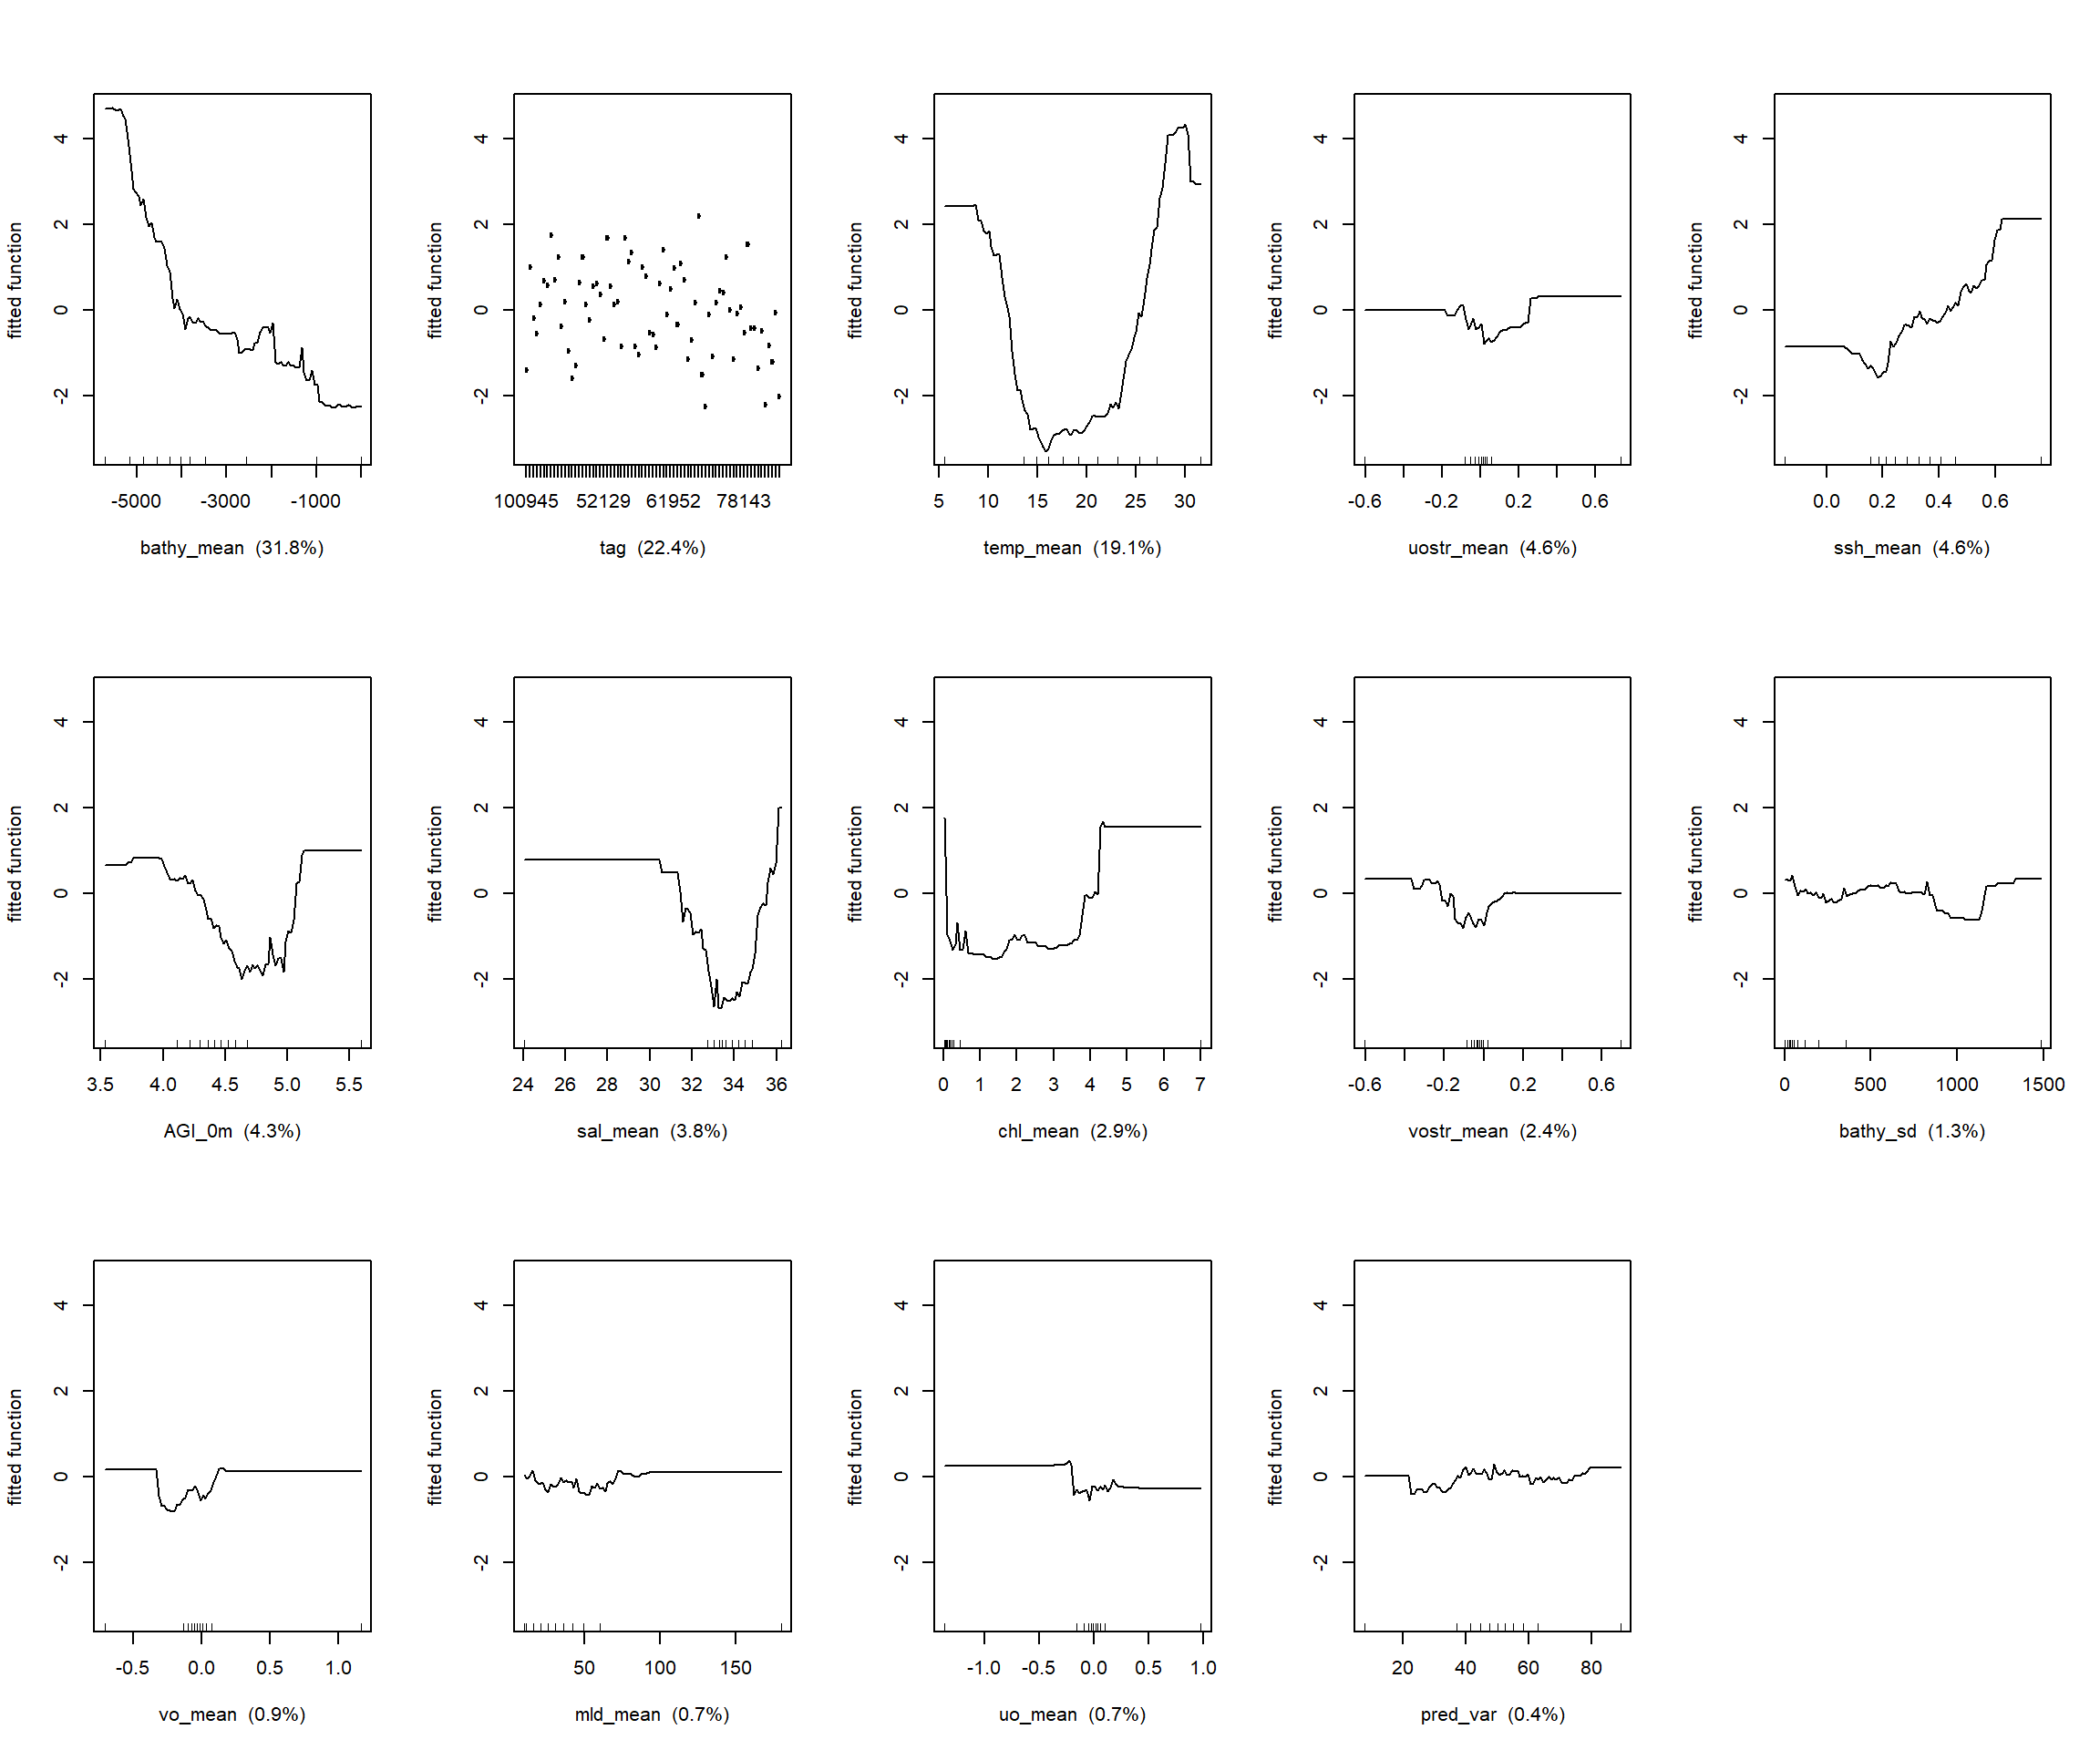 fitted function
-2 0 2 4
-5000 -3000 -1000
bathy_mean (31.8%)
fitted function
-2 0 2 4
100945 52129 61952 78143
tag (22.4%)
fitted function
-2 0 2 4
5 10 15 20 25 30
temp_mean (19.1%)
fitted function
-2 0 2 4
-0.6 -0.2 0.2 0.6
uostr_mean (4.6%)
fitted function
-2 0 2 4
0.0 0.2 0.4 0.6
ssh_mean (4.6%)
fitted function
-2 0 2 4
3.5 4.0 4.5 5.0 5.5
AGI_0m (4.3%)
fitted function
-2 0 2 4
24 26 28 30 32 34 36
sal_mean (3.8%)
fitted function
-2 0 2 4
0 1 2 3 4 5 6 7
chl_mean (2.9%)
fitted function
-2 0 2 4
-0.6 -0.2 0.2 0.6
vostr_mean (2.4%)
fitted function
-2 0 2 4
0 500 1000 1500
bathy_sd (1.3%)
fitted function
-2 0 2 4
-0.5 0.0 0.5 1.0
vo_mean (0.9%)
fitted function
-2 0 2 4
50 100 150
mld_mean (0.7%)
fitted function
-2 0 2 4
-1.0 -0.5 0.0 0.5 1.0
uo_mean (0.7%)
fitted function
-2 0 2 4
20 40 60 80
pred_var (0.4%)